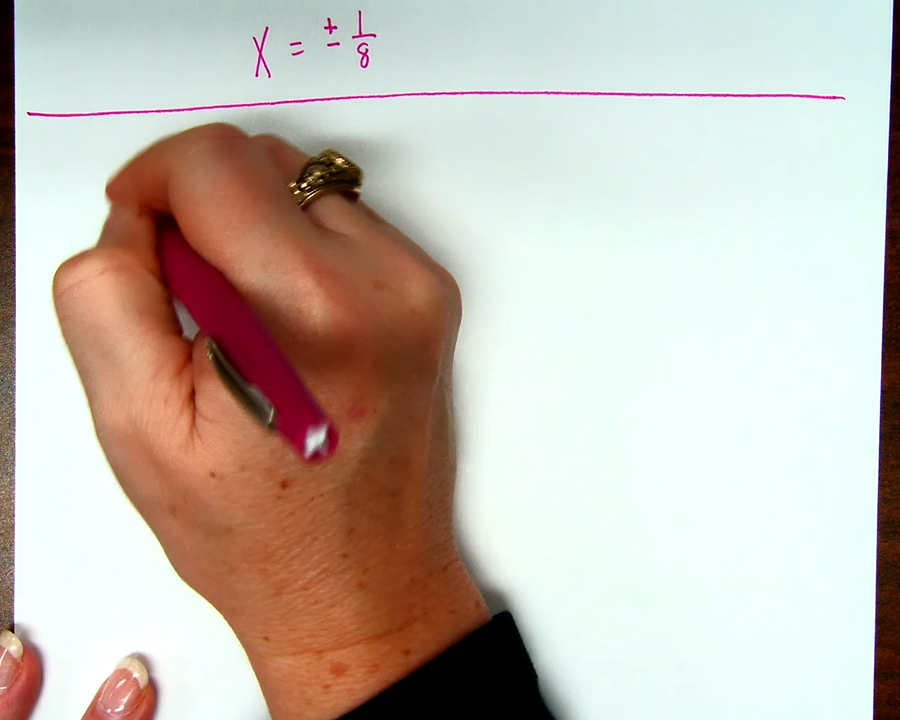 X = ± 1/8